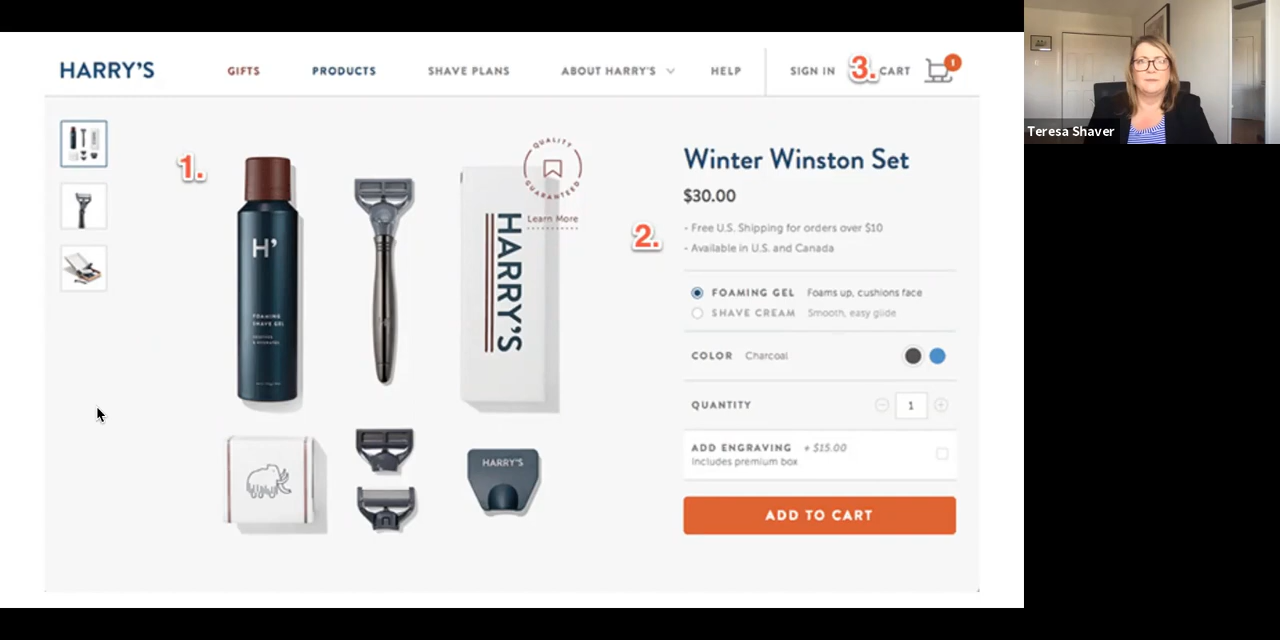 HARRY'S
GIFTS
PRODUCTS
SHAVE PLANS
ABOUT HARRY'S
HELP
SIGN IN
3.
CART
1
Teresa Shaver
1.
H'
FOAMING
SHAVE GEL
QUALITY
GUARANTEED
Learn More
HARRY'S
HARRY'S
2.
Winter Winston Set
$30.00
- Free U.S. Shipping for orders over $10
- Available in U.S. and Canada
FOAMING GEL Foams up, cushions face
SHAVE CREAM Smooth, easy glide
COLOR Charcoal
QUANTITY 1
ADD ENGRAVING + $15.00
Includes premium box
ADD TO CART